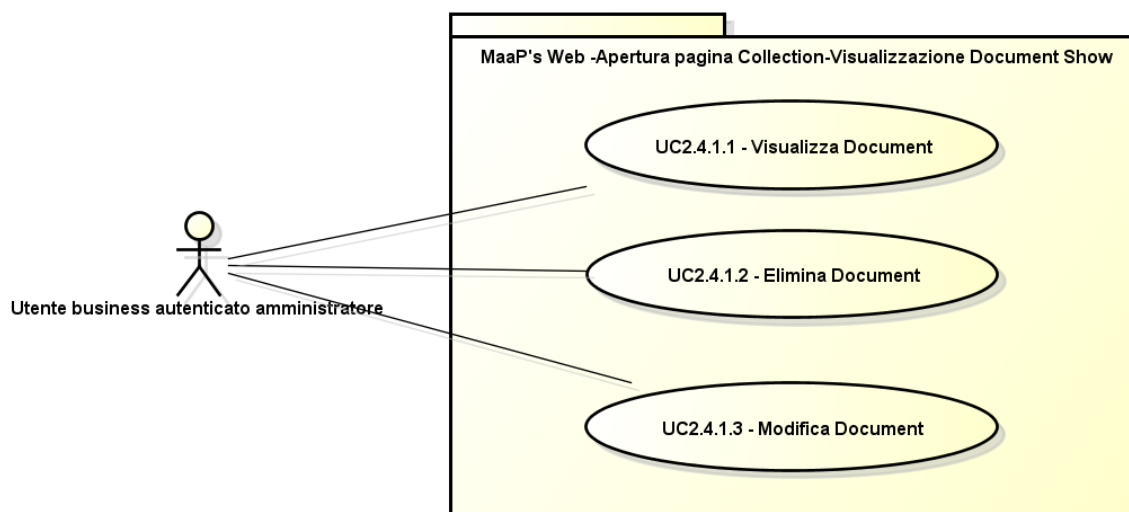 MaaP's Web -Apertura pagina Collection-Visualizzazione Document Show
UC2.4.1.1 - Visualizza Document
UC2.4.1.2 - Elimina Document
Utente business autenticato amministratore
UC2.4.1.3 - Modifica Document